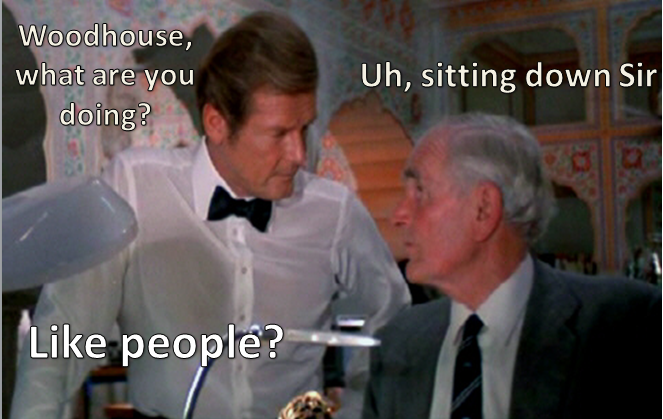 Woodhouse,
what are you
doing?
Uh, sitting down Sir
Like people?